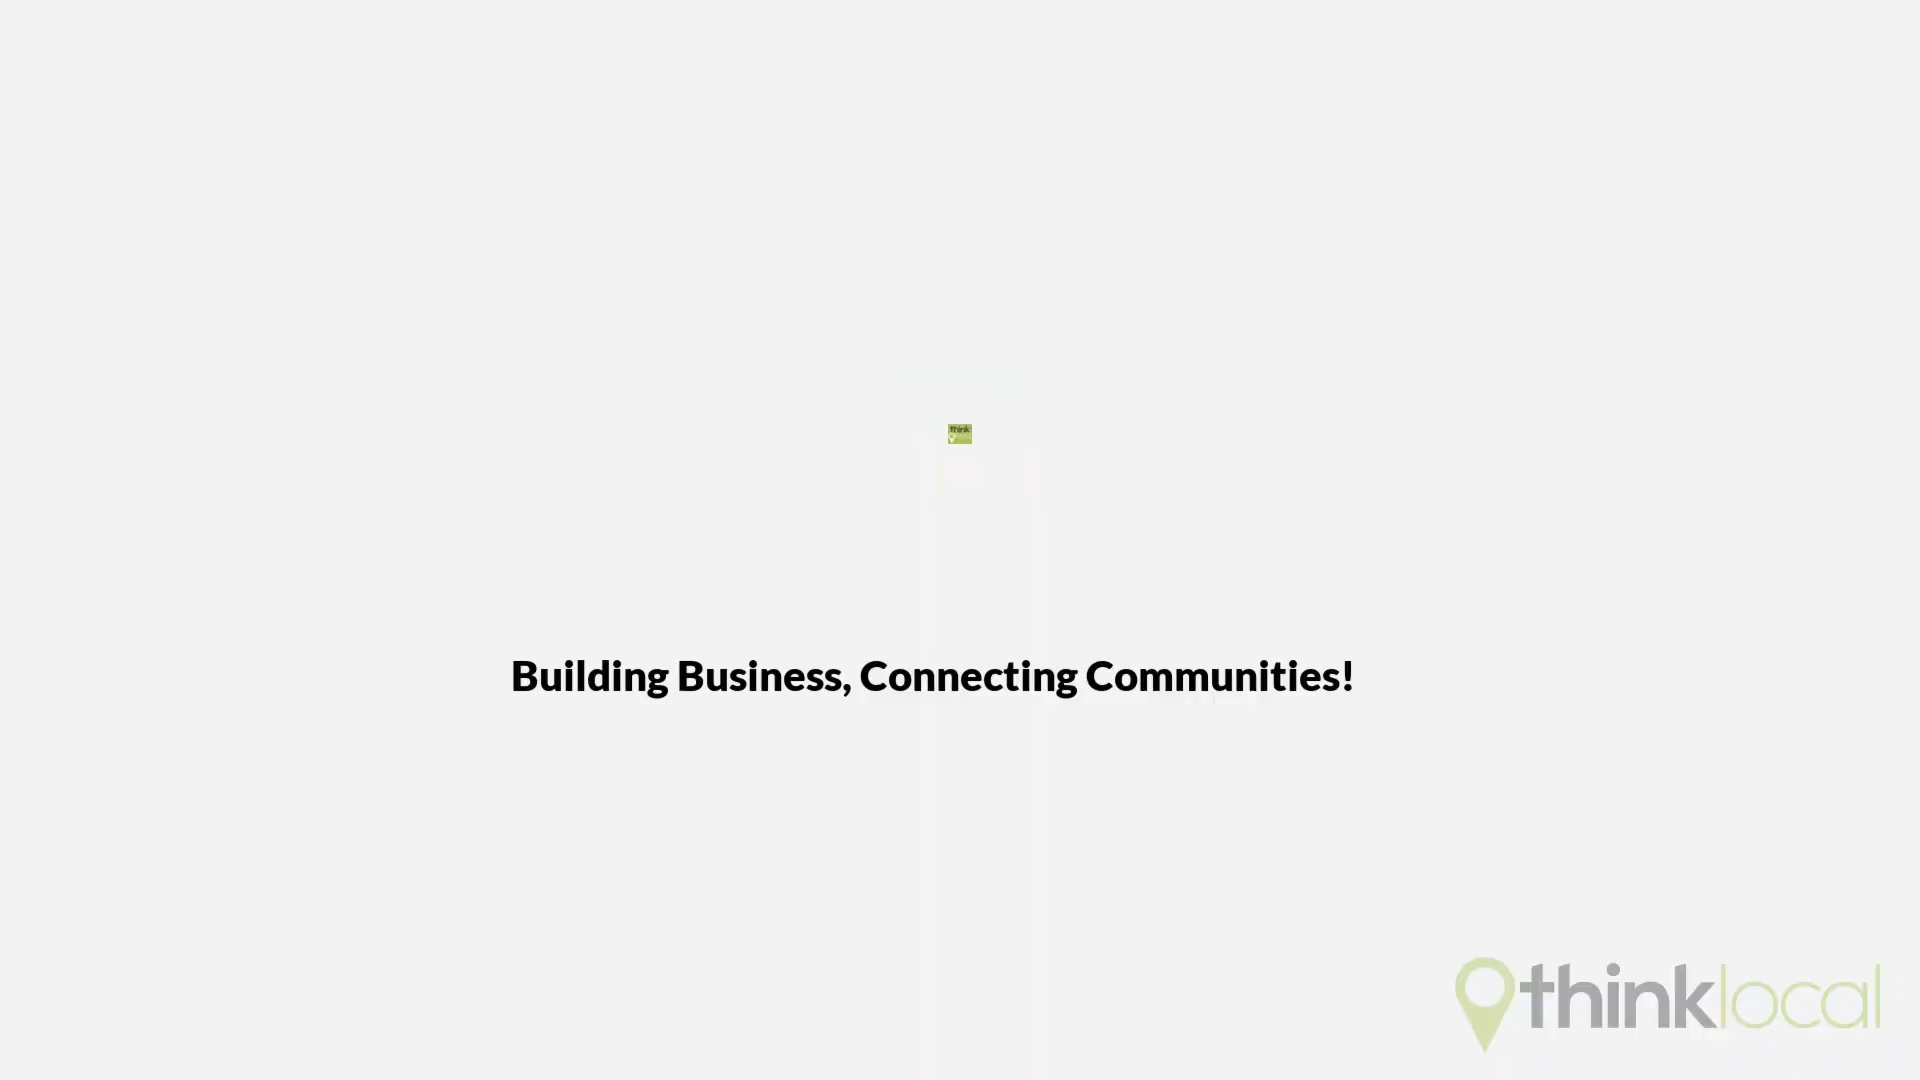 think
Building Business, Connecting Communities!
thinklocal